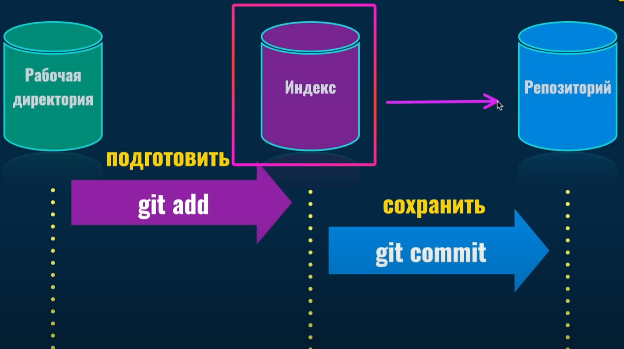 Рабочая
директория
Индекс
Репозиторий
подготовить
git add
сохранить
git commit